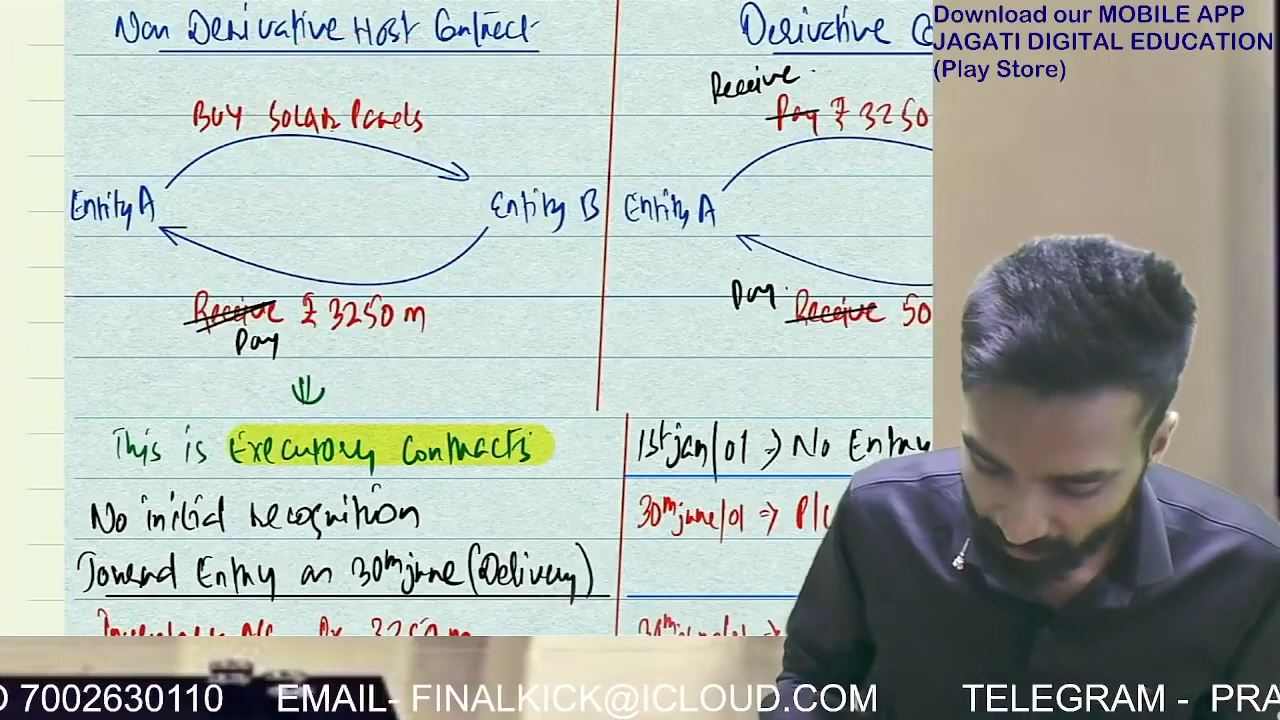 Non Derivative Host Contract
Buy Solar Panels
Entity A
Entity B
Receive ₹ 3250 m
Pay
This is Executory Contracts
No initial recognition
Journal Entry on 30th june (Delivery)
3250 m
Receive
Pay ₹ 3250
Entity A
Pay
Receive 50
1st jan/01 => No Entry
30th june/01 => P/L
Download our MOBILE APP
JAGATI DIGITAL EDUCATION
(Play Store)
7002630110 EMAIL- FINALKICK@ICLOUD.COM TELEGRAM - PRA